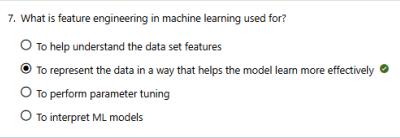 7. What is feature engineering in machine learning used for?
To help understand the data set features
To represent the data in a way that helps the model learn more effectively
To perform parameter tuning
To interpret ML models